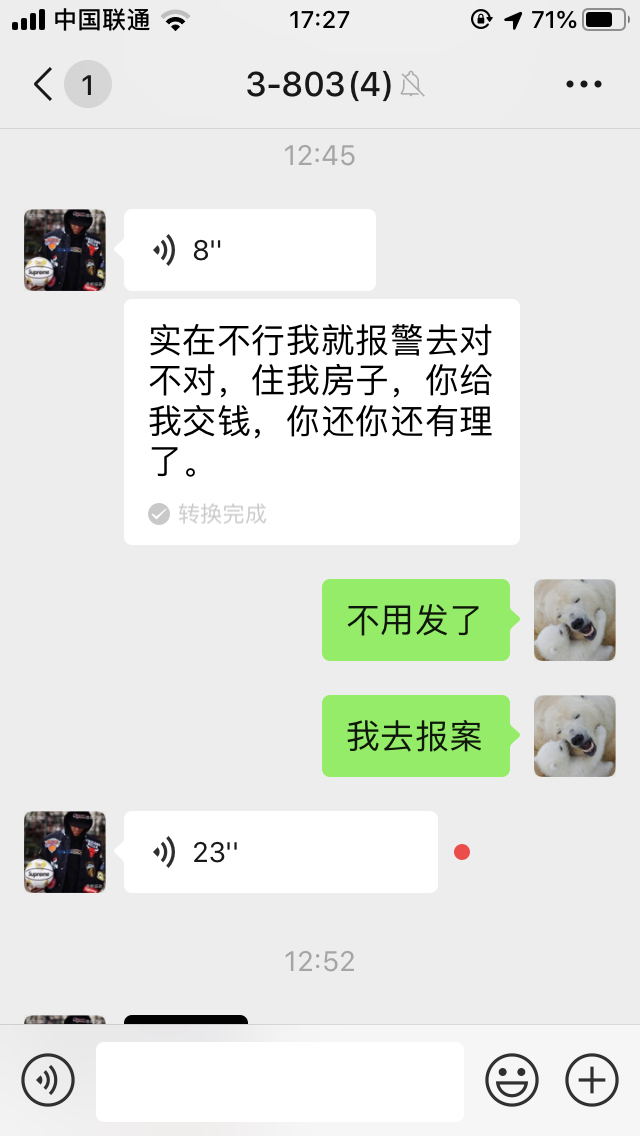 中国联通 17:27 71%
1 3-803(4)
12:45
8"
实在不行我就报警去对
不对，住我房子，你给
我交钱，你还你还有理
了。
转换完成
不用发了
我去报案
23"
12:52